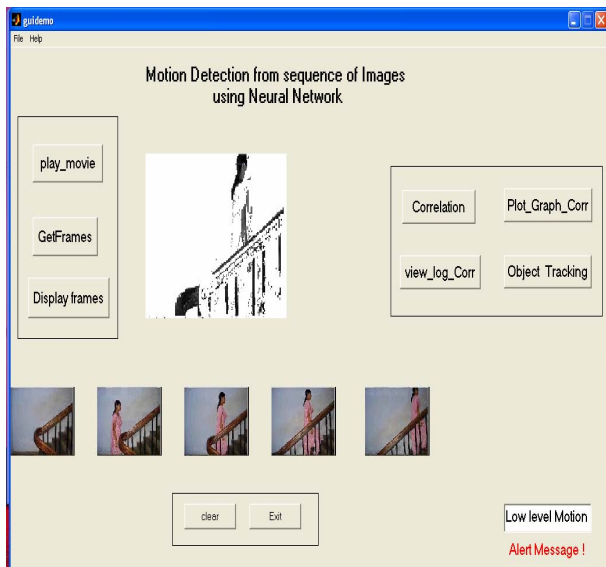 guidemo
File Help
Motion Detection from sequence of Images
using Neural Network
play_movie
GetFrames
Display frames
Correlation
Plot_Graph_Corr
view_log_Corr
Object Tracking
clear
Exit
Low level Motion
Alert Message !